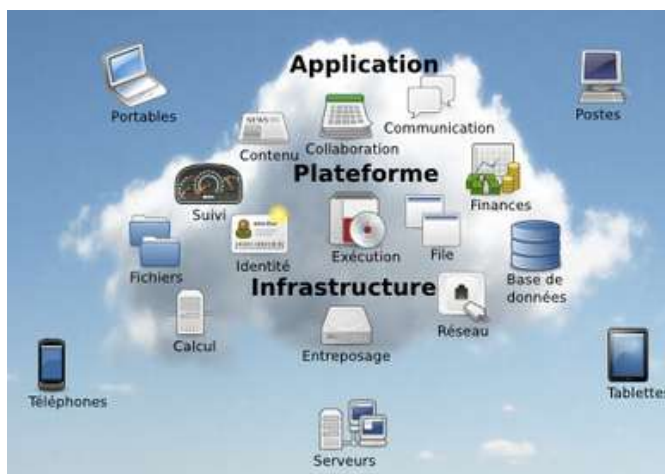 Application
Portables
Postes
NEWS
Communication
Contenu
Collaboration
Plateforme
Suivi
Finances
Fichiers
Identité
Exécution
File
Base de
données
Infrastructure
Calcul
Réseau
Entreposage
Téléphones
Tablettes
Serveurs